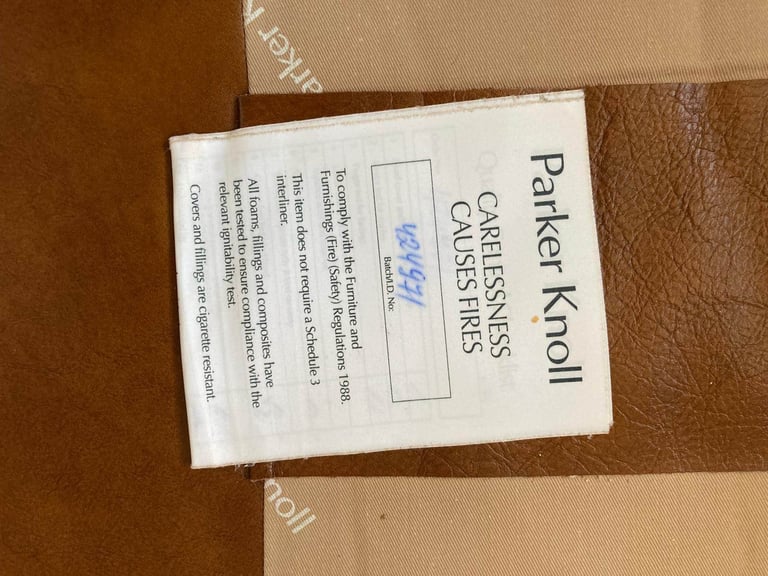 Parker Knoll
CARELESSNESS
CAUSES FIRES
424971
Batch/I.D. No:
To comply with the Furniture and
Furnishings (Fire) (Safety) Regulations 1988.
This item does not require a Schedule 3
interliner.
All foams, fillings and composites have
been tested to ensure compliance with the
relevant ignitability test.
Covers and fillings are cigarette resistant.
arker K
noll